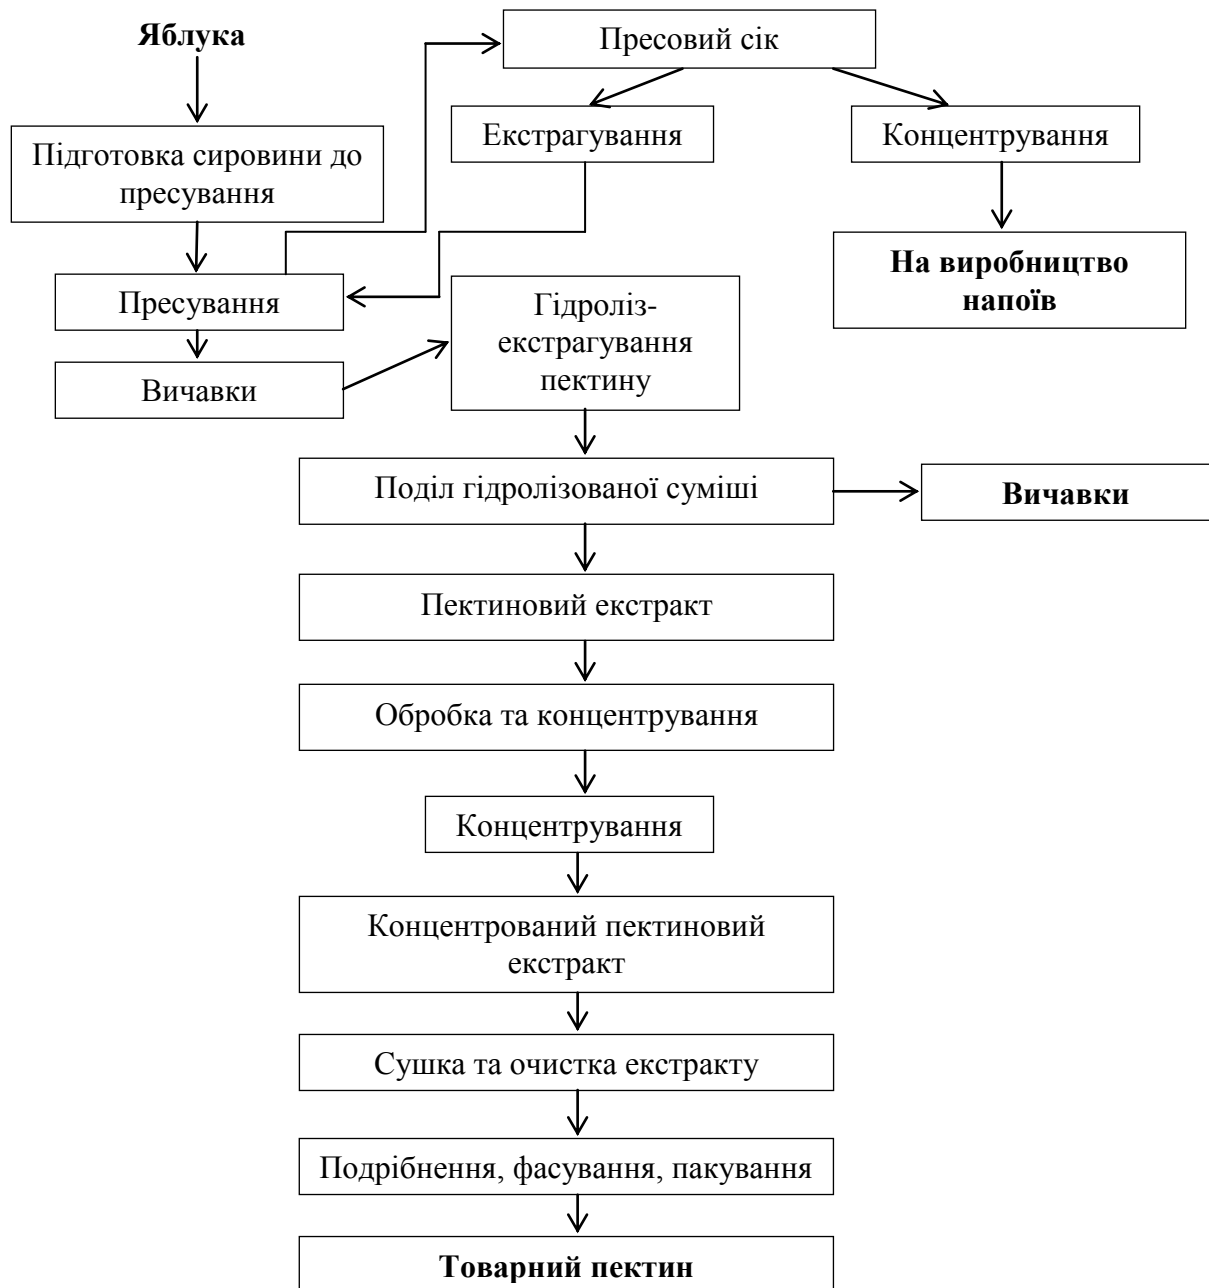 Яблука
Пресовий сік
Екстрагування
Концентрування
Підготовка сировини до
пресування
На виробництво
напоїв
Пресування
Гідроліз-
екстрагування
пектину
Вичавки
Поділ гідролізованої суміші
Вичавки
Пектиновий екстракт
Обробка та концентрування
Концентрування
Концентрований пектиновий
екстракт
Сушка та очистка екстракту
Подрібнення, фасування, пакування
Товарний пектин